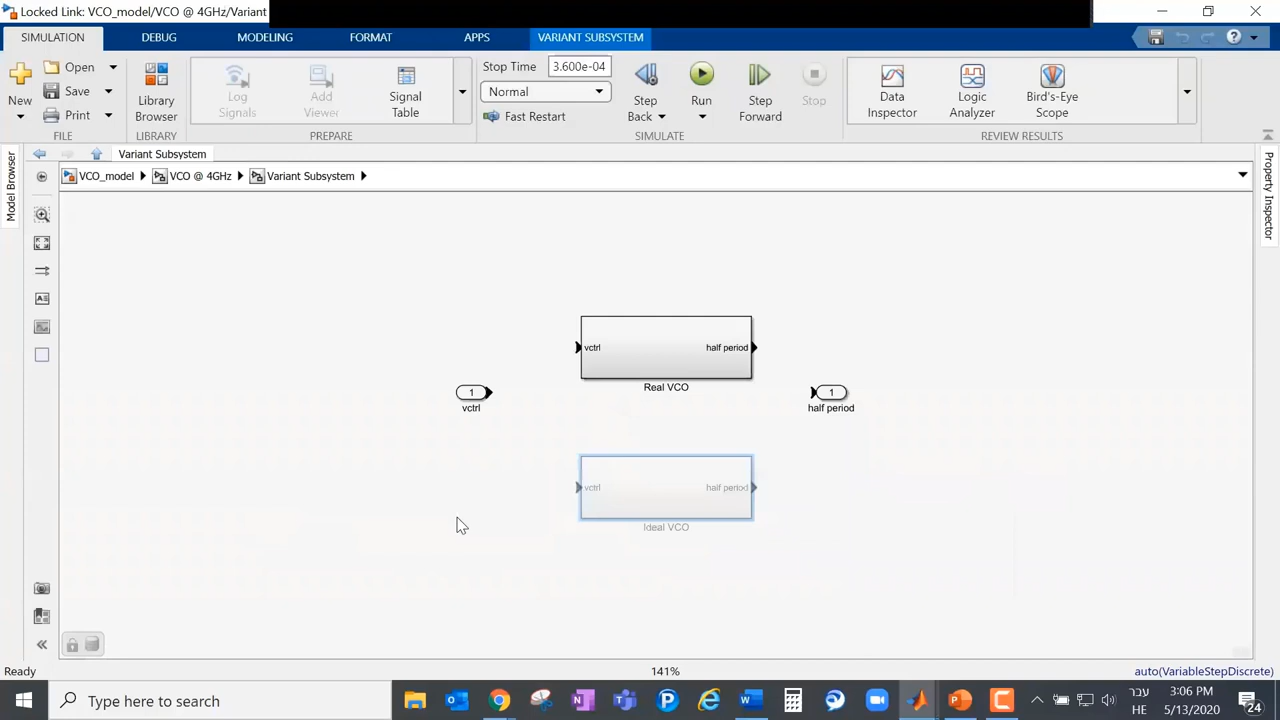 Locked Link: VCO_model/VCO @ 4GHz/Variant
SIMULATION DEBUG MODELING FORMAT APPS VARIANT SUBSYSTEM
New
Open
Save
Print
FILE
Library
Browser
LIBRARY
Log
Signals
Add
Viewer
Signal
Table
PREPARE
Stop Time 3.600e-04
Normal
Fast Restart
Step
Back
Run
Step
Forward
Stop
SIMULATE
Data
Inspector
Logic
Analyzer
Bird's-Eye
Scope
REVIEW RESULTS
Model Browser
Variant Subsystem
Property Inspector
VCO_model VCO @ 4GHz Variant Subsystem
vctrl half period
Real VCO
1
vctrl
1
half period
vctrl half period
Ideal VCO
Ready 141% auto(VariableStepDiscrete)
Type here to search
עבר
HE
3:06 PM
5/13/2020
24